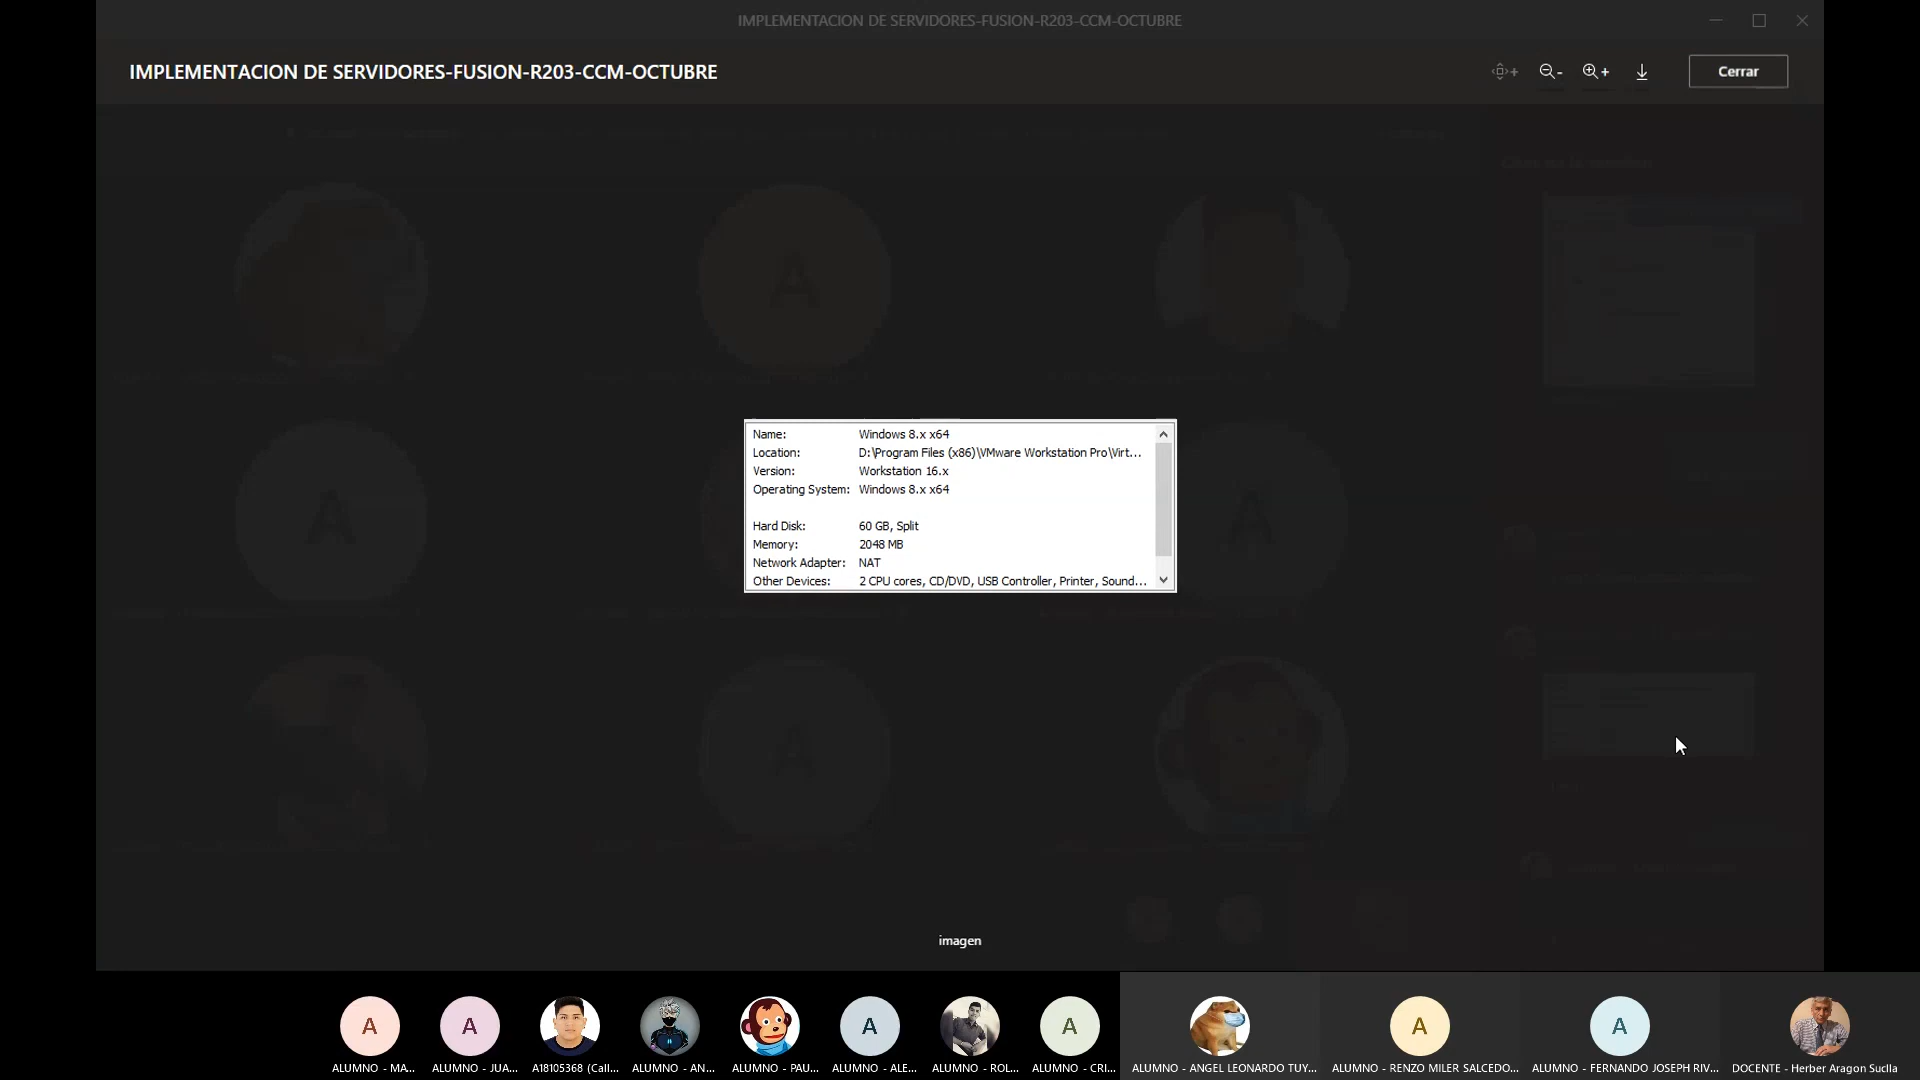 IMPLEMENTACION DE SERVIDORES-FUSION-R203-CCM-OCTUBRE
IMPLEMENTACION DE SERVIDORES-FUSION-R203-CCM-OCTUBRE
Cerrar
Name: Windows 8.x x64
Location: D:\Program Files (x86)\VMware Workstation Pro\Virt...
Version: Workstation 16.x
Operating System: Windows 8.x x64
Hard Disk: 60 GB, Split
Memory: 2048 MB
Network Adapter: NAT
Other Devices: 2 CPU cores, CD/DVD, USB Controller, Printer, Sound...
imagen
A A A A A A
ALUMNO - MA... ALUMNO - JUA... A18105368 (Call... ALUMNO - AN... ALUMNO - PAU... ALUMNO - ALE... ALUMNO - ROL... ALUMNO - CRI... ALUMNO - ANGEL LEONARDO TUY... ALUMNO - RENZO MILER SALCEDO... ALUMNO - FERNANDO JOSEPH RIV... DOCENTE - Herber Aragon Suclla